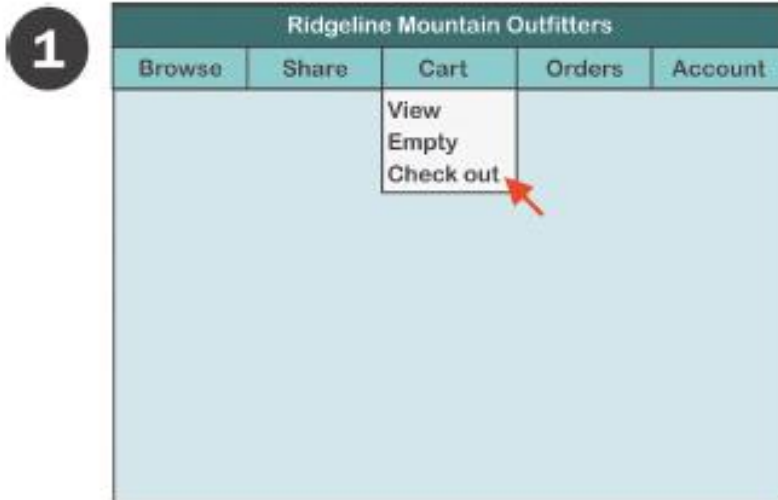 1
Ridgeline Mountain Outfitters
Browse Share Cart Orders Account
View
Empty
Check out